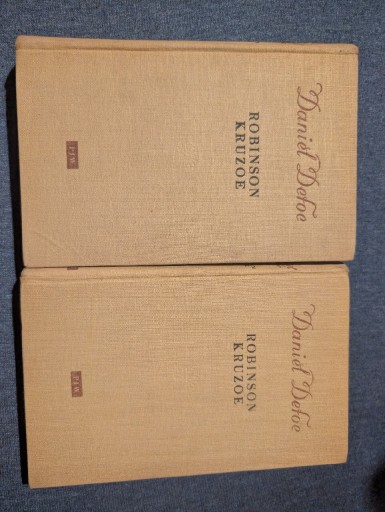 Daniel Defoe
ROBINSON
KRUZOE
PIW
Daniel Defoe
ROBINSON
KRUZOE
PIW